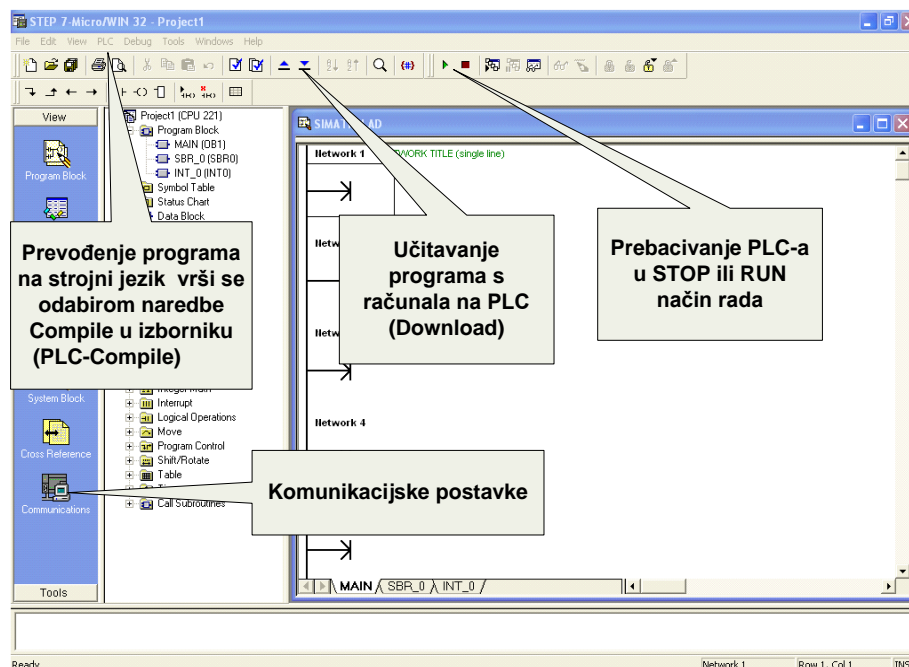 STEP 7-Micro/WIN 32 - Project1
File Edit View PLC Debug Tools Windows Help
View
Program Block
System Block
Cross Reference
Communications
Tools
Project1 (CPU 221)
Program Block
MAIN (OB1)
SBR_0 (SBR0)
INT_0 (INT0)
Symbol Table
Status Chart
Data Block
Interrupt
Logical Operations
Move
Program Control
Shift/Rotate
Table
Call Subroutines
Network 1
(single line)
Network 4
Prevođenje programa
na strojni jezik vrši se
odabirom naredbe
Compile u izborniku
(PLC-Compile)
Učitavanje
programa s
računala na PLC
(Download)
Prebacivanje PLC-a
u STOP ili RUN
način rada
Komunikacijske postavke
MAIN SBR_0 INT_0
Ready
Network 1
Row 1, Col 1
INS